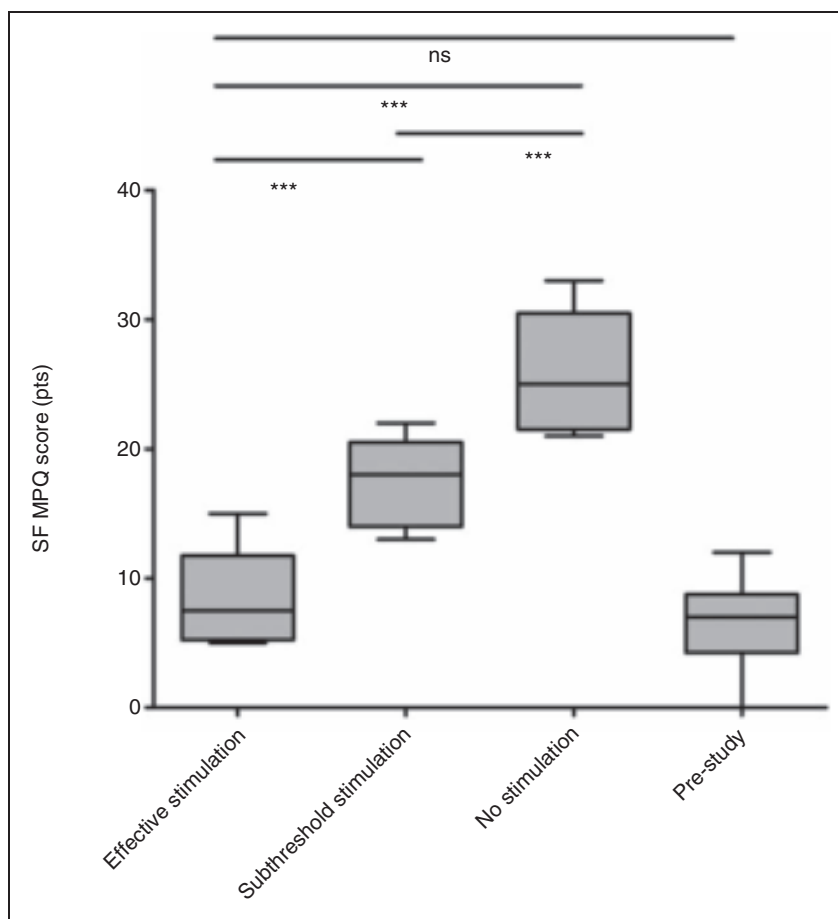 ns
***
***
***
40
30
20
10
0
SF MPQ score (pts)
Effective stimulation
Subthreshold stimulation
No stimulation
Pre-study